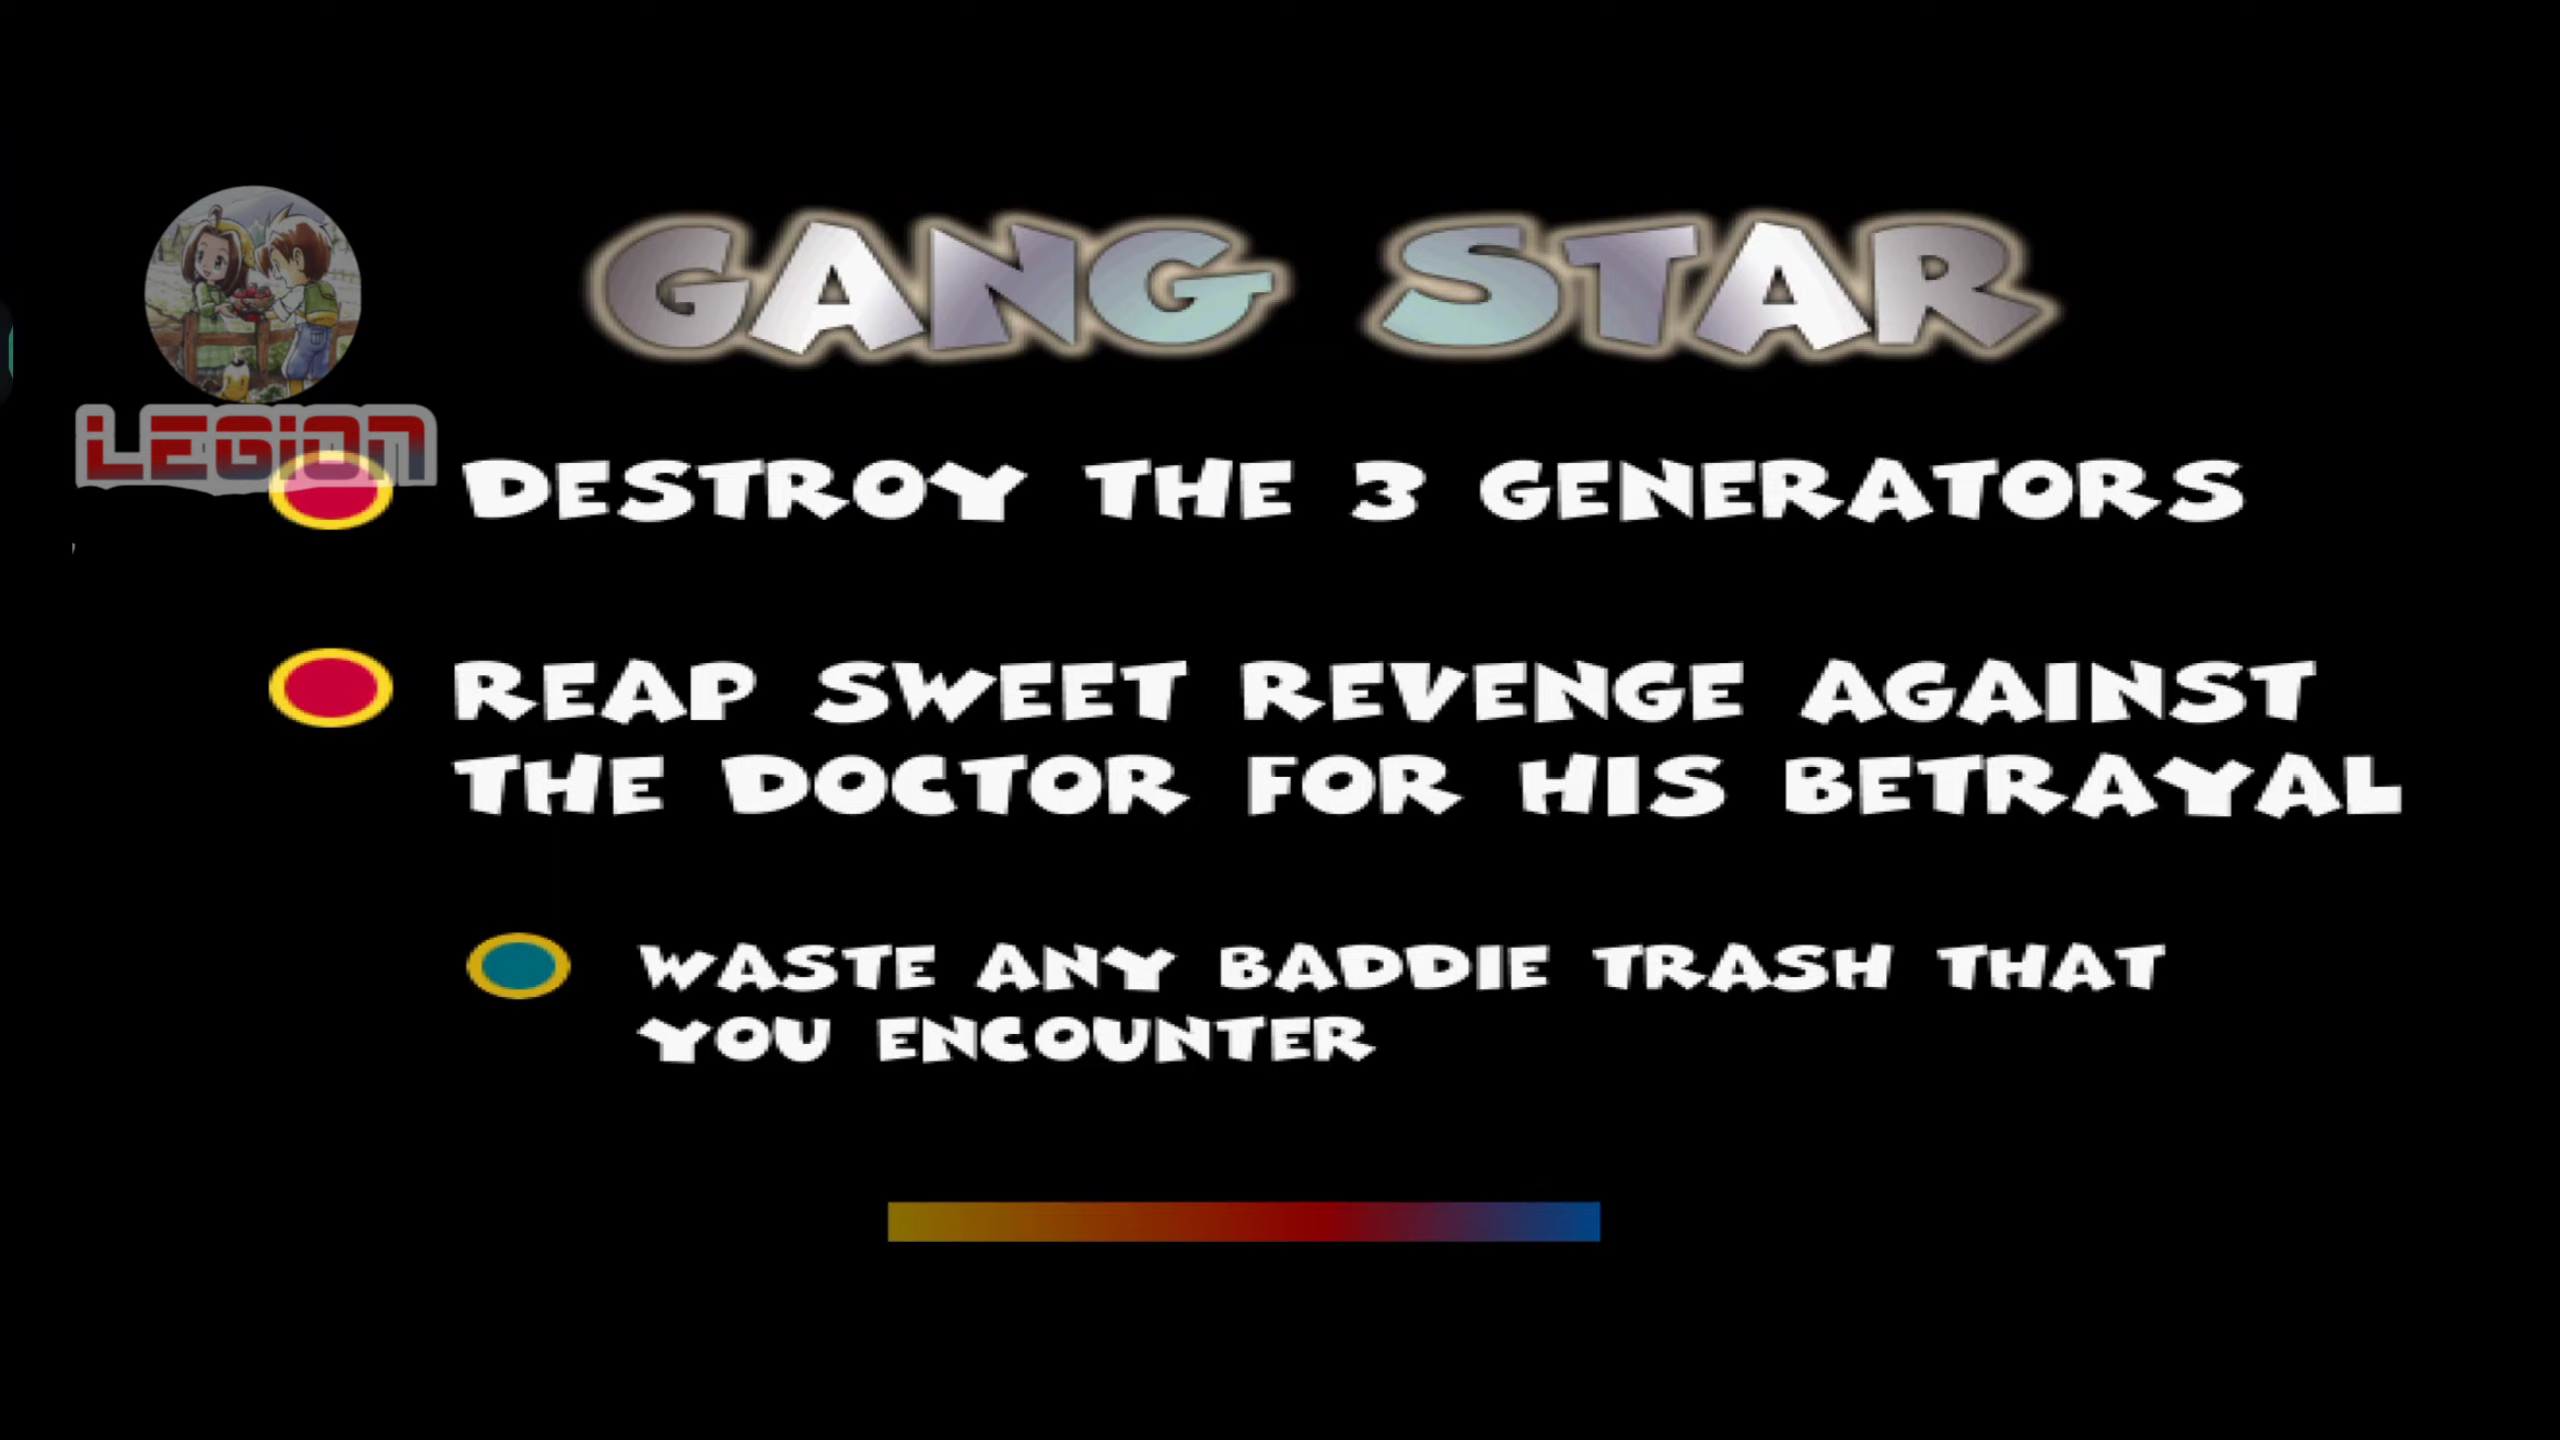 GANG STAR
LEGION
DESTROY THE 3 GENERATORS
REAP SWEET REVENGE AGAINST
THE DOCTOR FOR HIS BETRAYAL
WASTE ANY BADDIE TRASH THAT
YOU ENCOUNTER